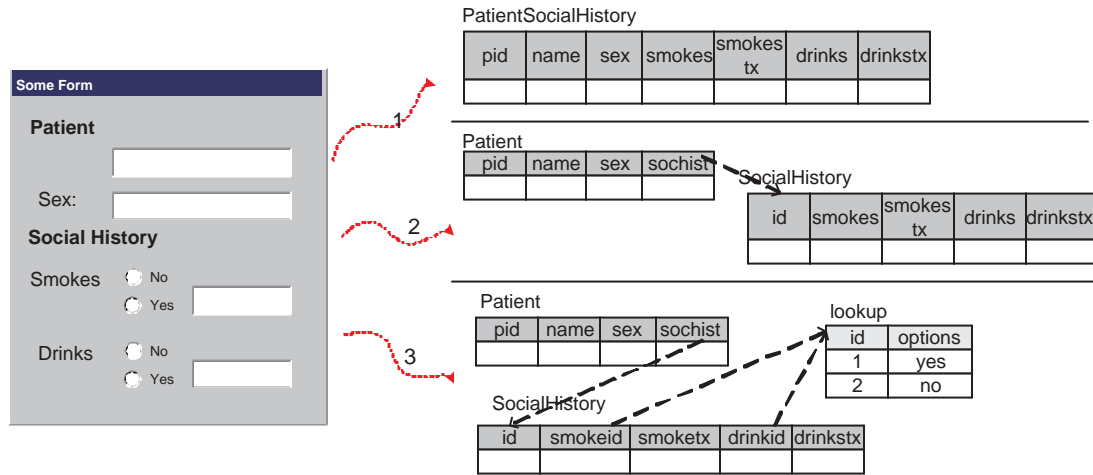 Some Form
Patient
Sex:
Social History
Smokes
No
Yes
Drinks
No
Yes
1
2
3
PatientSocialHistory
pid name sex smokes smokes tx drinks drinkstx
Patient
pid name sex sochist
SocialHistory
id smokes smokes tx drinks drinkstx
Patient
pid name sex sochist
lookup
id options
1 yes
2 no
SocialHistory
id smokeid smoketx drinkid drinkstx